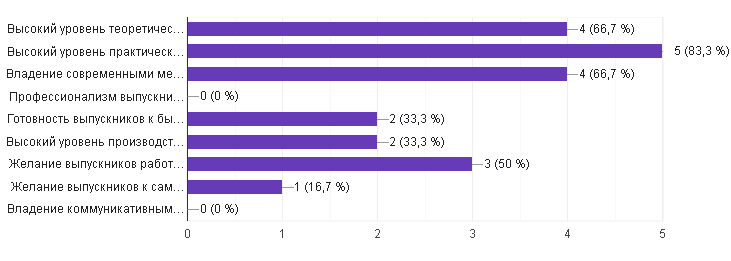 Высокий уровень теоретичес... 4 (66,7 %)
Высокий уровень практическ... 5 (83,3 %)
Владение современными ме... 4 (66,7 %)
Профессионализм выпускни... 0 (0 %)
Готовность выпускников к бы... 2 (33,3 %)
Высокий уровень производст... 2 (33,3 %)
Желание выпускников работ... 3 (50 %)
Желание выпускников к сам... 1 (16,7 %)
Владение коммуникативным... 0 (0 %)
0 1 2 3 4 5